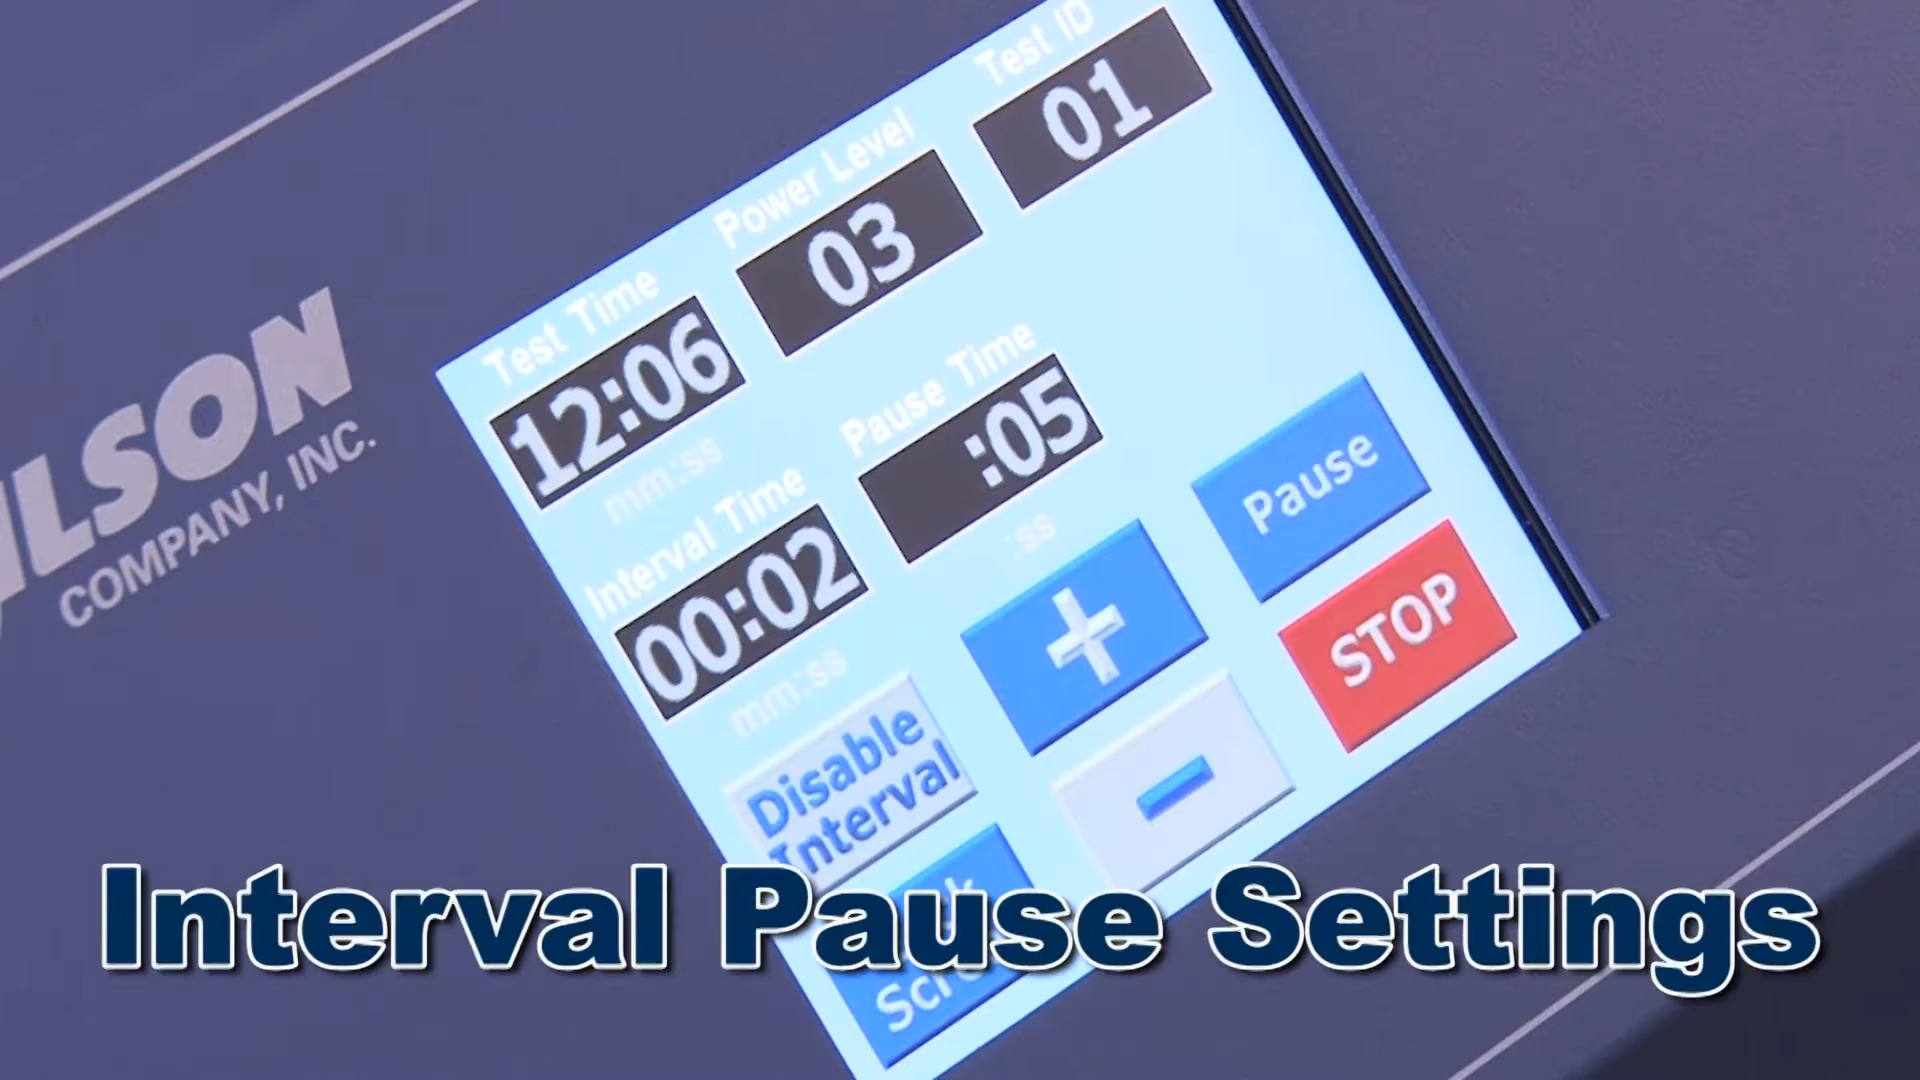 Test ID
01
Power Level
03
Test Time
12:06
mm:ss
Pause Time
:05
:ss
Interval Time
00:02
mm:ss
Pause
STOP
+
-
Disable
Interval
ILSON
COMPANY, INC.
Interval Pause Settings